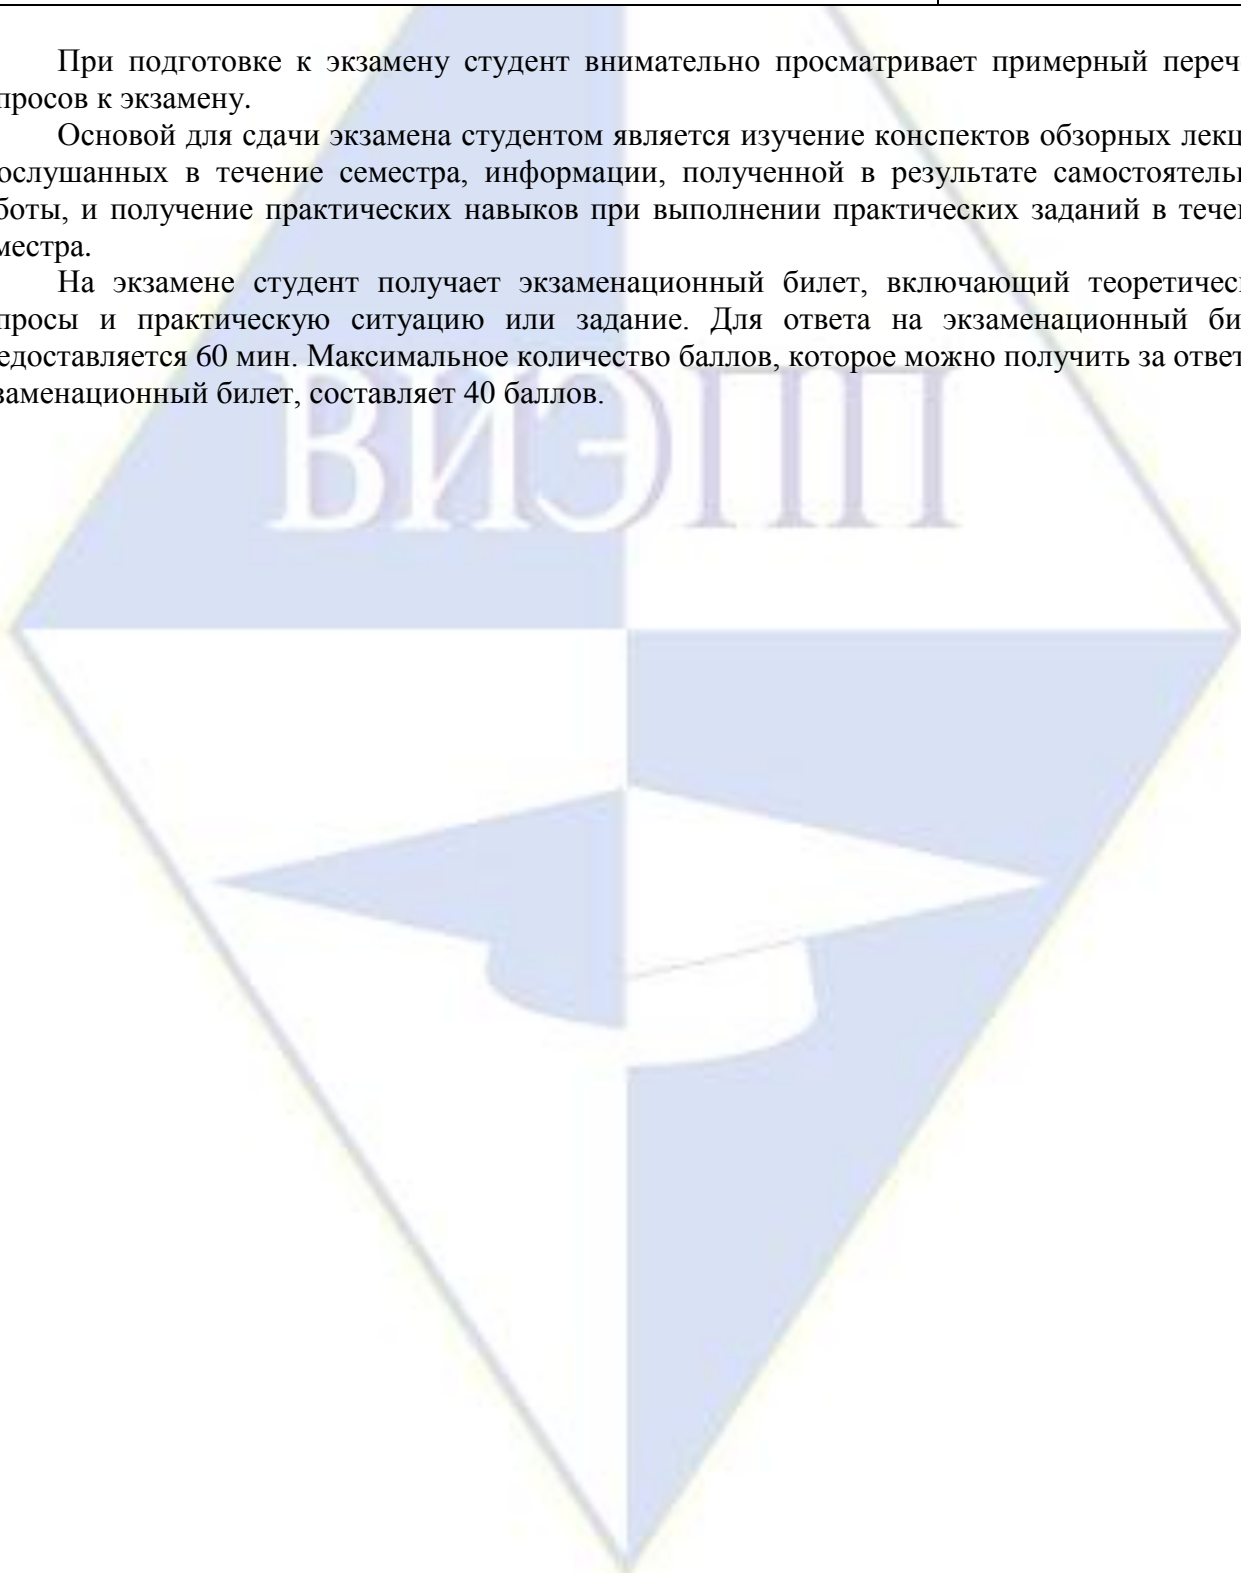 При подготовке к экзамену студент внимательно просматривает примерный переч
просов к экзамену.
Основой для сдачи экзамена студентом является изучение конспектов обзорных лекц
ослушанных в течение семестра, информации, полученной в результате самостоятельн
боты, и получение практических навыков при выполнении практических заданий в течен
местра.
На экзамене студент получает экзаменационный билет, включающий теоретическ
просы и практическую ситуацию или задание. Для ответа на экзаменационный бил
едоставляется 60 мин. Максимальное количество баллов, которое можно получить за ответ
заменационный билет, составляет 40 баллов.
ВИЭПП